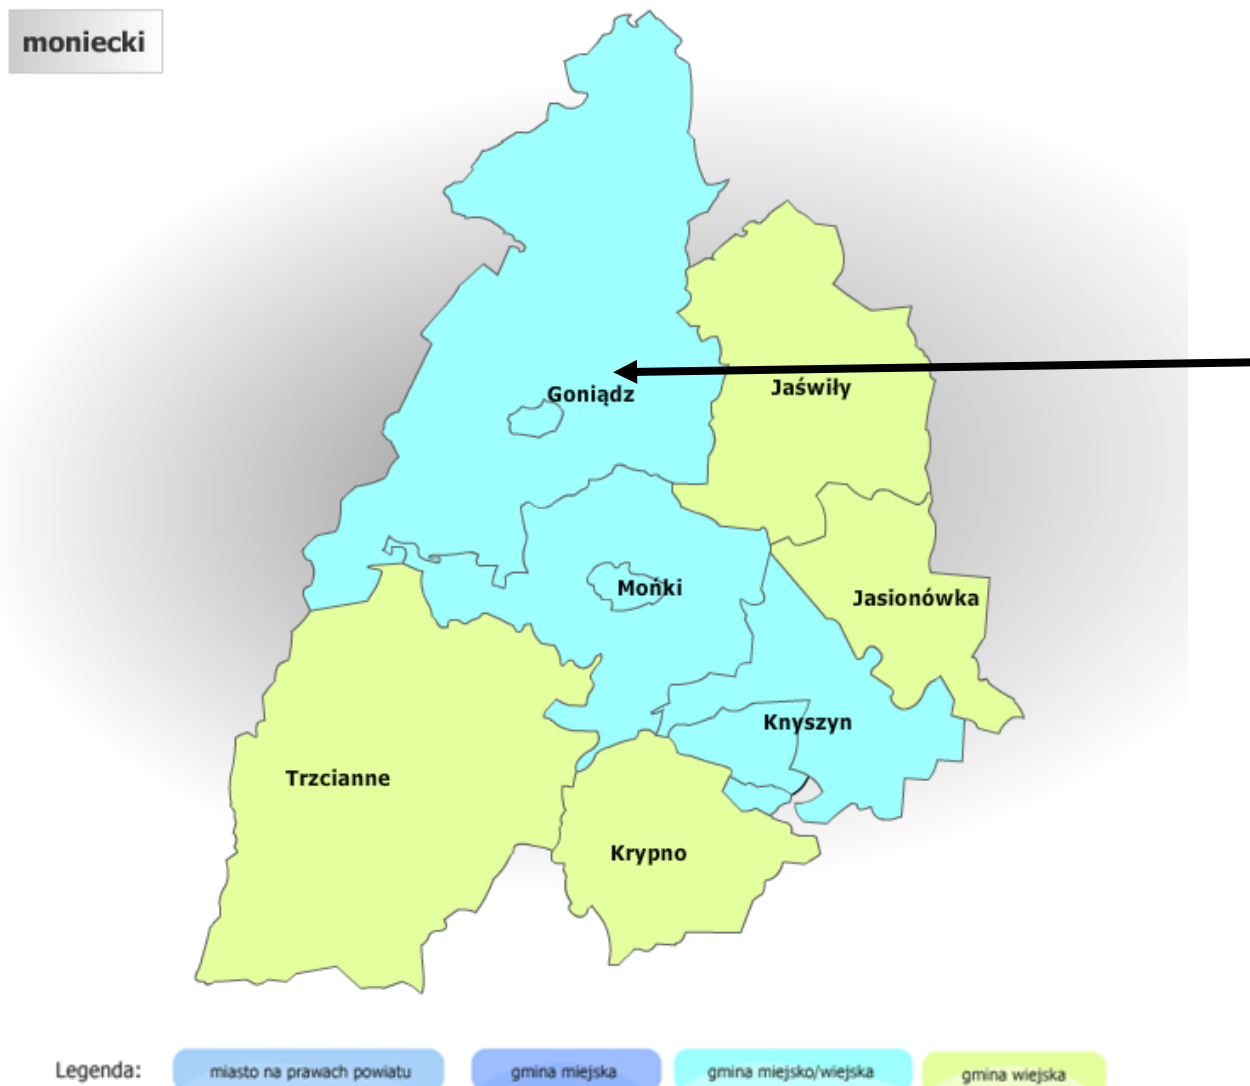 moniecki
Goniądz
Jaświły
Mońki
Jasionówka
Knyszyn
Trzcianne
Krypno
Legenda:
miasto na prawach powiatu
gmina miejska
gmina miejsko/wiejska
gmina wiejska